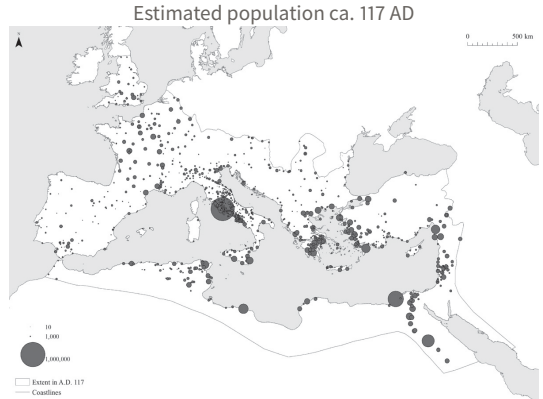 Estimated population ca. 117 AD
N
0 500 km
10
1,000
1,000,000
Extent in A.D. 117
Coastlines